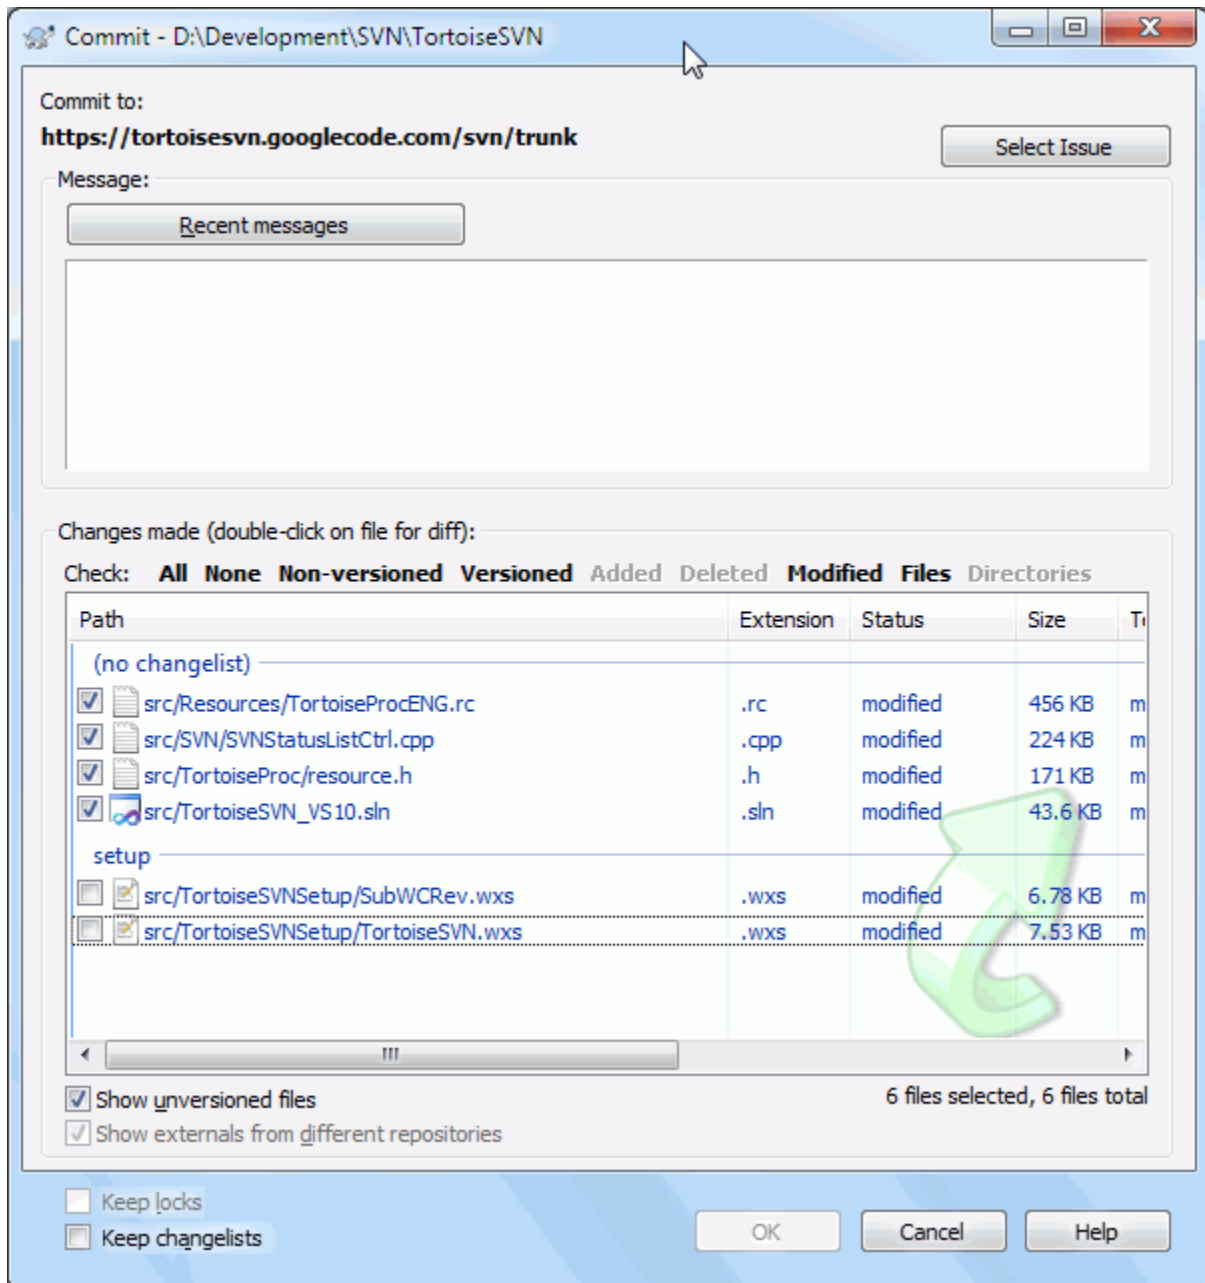 Commit - D:\Development\SVN\TortoiseSVN
Commit to:
https://tortoisesvn.googlecode.com/svn/trunk
Select Issue
Message:
Recent messages
Changes made (double-click on file for diff):
Check: All None Non-versioned Versioned Added Deleted Modified Files Directories
Path Extension Status Size
(no changelist)
src/Resources/TortoiseProcENG.rc .rc modified 456 KB m
src/SVN/SVNStatusListCtrl.cpp .cpp modified 224 KB m
src/TortoiseProc/resource.h .h modified 171 KB m
src/TortoiseSVN_VS10.sln .sln modified 43.6 KB m
setup
src/TortoiseSVNSetup/SubWCRev.wxs .wxs modified 6.78 KB m
src/TortoiseSVNSetup/TortoiseSVN.wxs .wxs modified 7.53 KB m
Show unversioned files
6 files selected, 6 files total
Show externals from different repositories
Keep locks
Keep changelists
OK Cancel Help